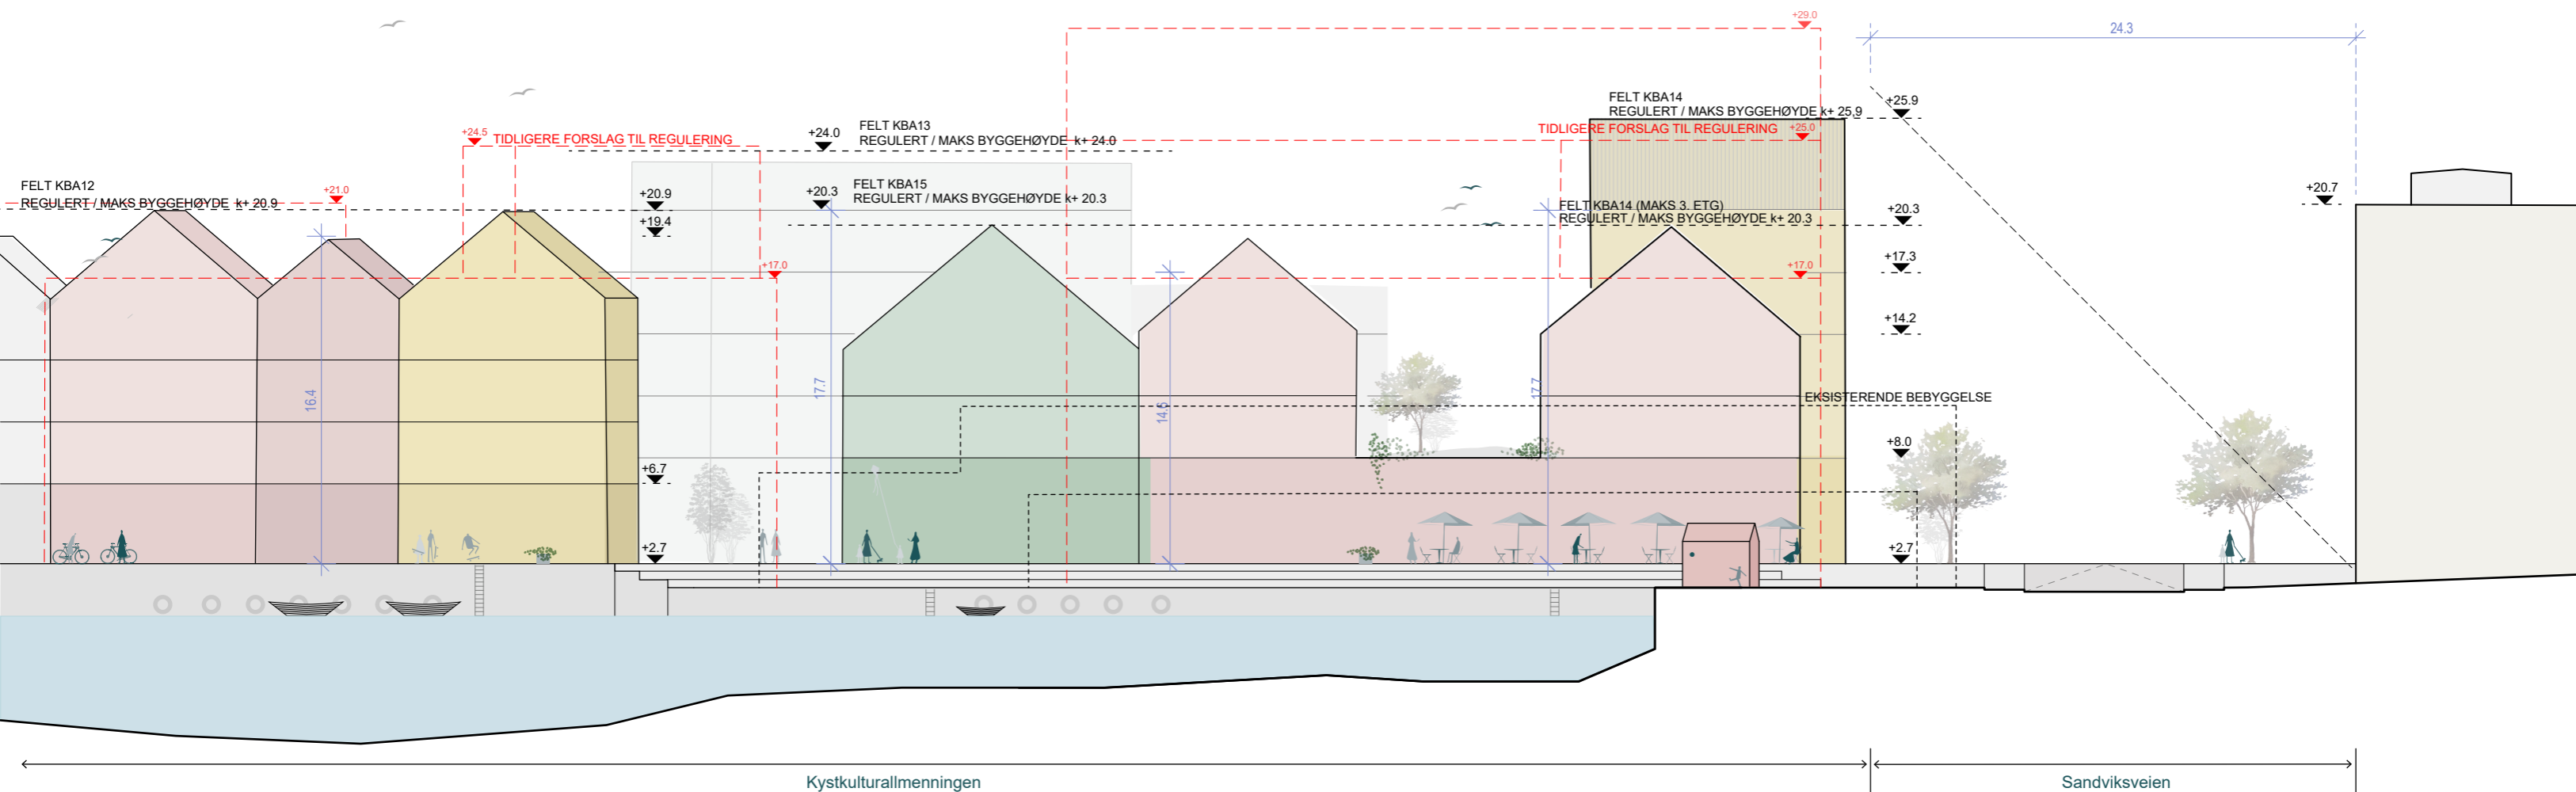 +29.0
24.3
FELT KBA14
REGULERT / MAKS BYGGEHØYDE k+ 25,9
+25.9
TIDLIGERE FORSLAG TIL REGULERING
+25.0
+24.5
TIDLIGERE FORSLAG TIL REGULERING
+24.0
FELT KBA13
REGULERT / MAKS BYGGEHØYDE k+ 24.0
FELT KBA12
REGULERT / MAKS BYGGEHØYDE k+ 20.9
+21.0
+20.9
+19.4
+20.3
FELT KBA15
REGULERT / MAKS BYGGEHØYDE k+ 20.3
FELT KBA14 (MAKS 3. ETG)
REGULERT / MAKS BYGGEHØYDE k+ 20.3
+20.3
+20.7
+17.0
+17.0
+17.3
+14.2
16.4
17.7
14.6
17.7
EKSISTERENDE BEBYGGELSE
+8.0
+6.7
+2.7
+2.7
Kystkulturallmenningen
Sandviksveien